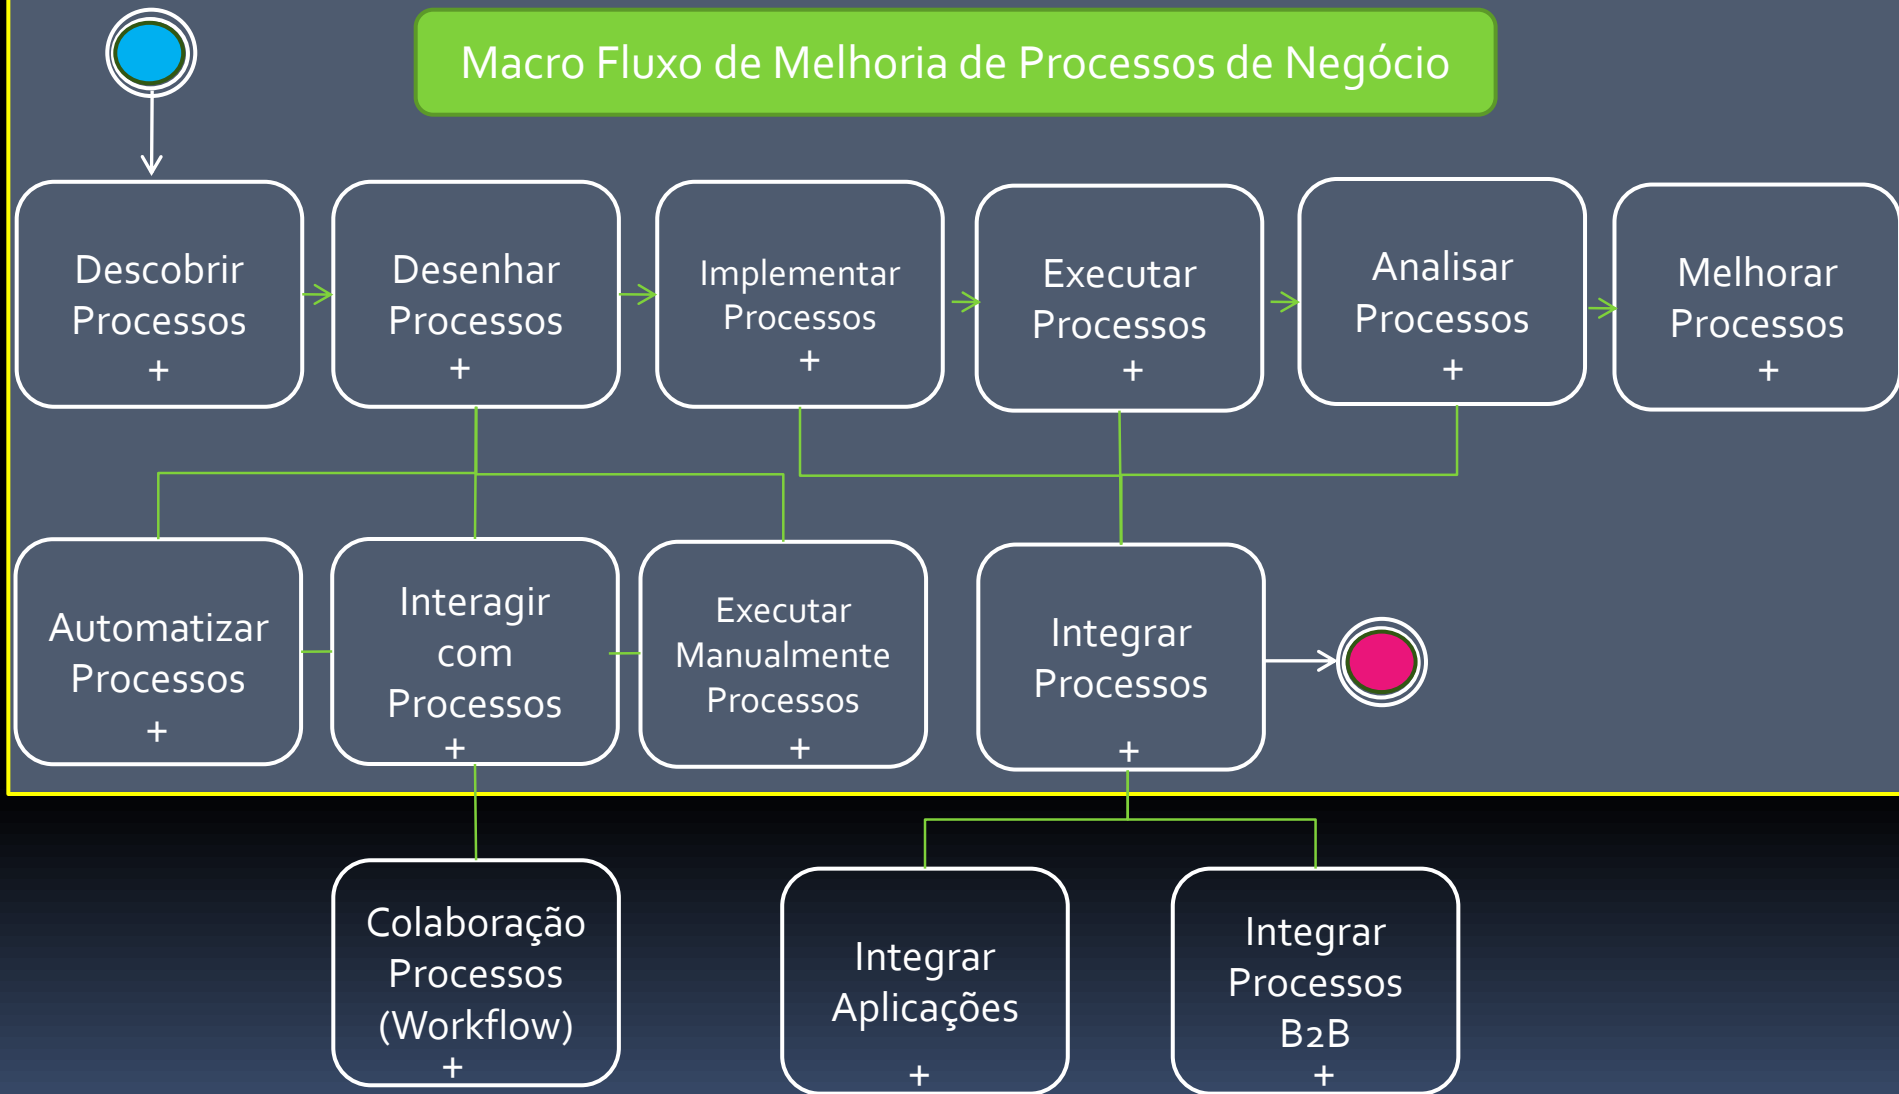 Macro Fluxo de Melhoria de Processos de Negócio
Descobrir
Processos
+
Desenhar
Processos
+
Implementar
Processos
+
Executar
Processos
+
Analisar
Processos
+
Melhorar
Processos
+
Automatizar
Processos
+
Interagir
com
Processos
+
Executar
Manualmente
Processos
+
Integrar
Processos
+
Colaboração
Processos
(Workflow)
+
Integrar
Aplicações
+
Integrar
Processos
B2B
+